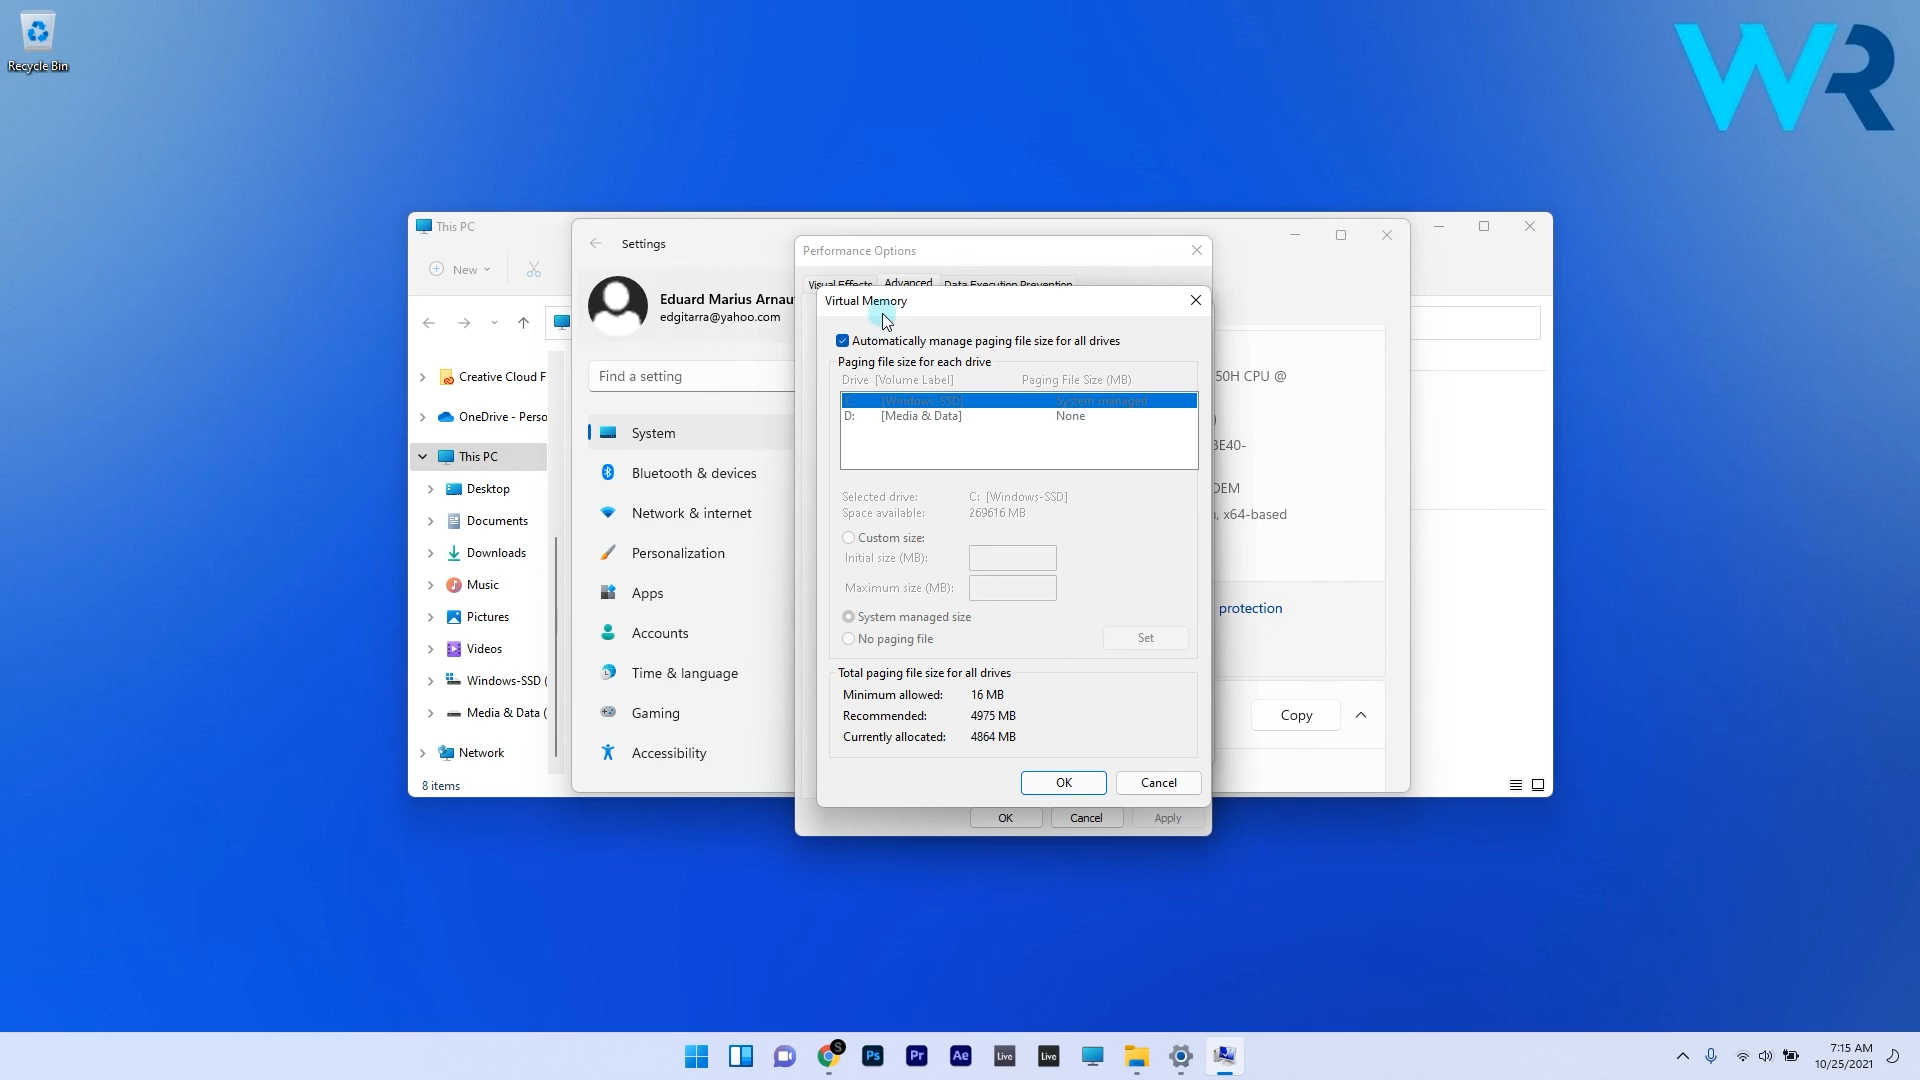 Recycle Bin
WR
This PC
New
Creative Cloud F
OneDrive - Perso
This PC
Desktop
Documents
Downloads
Music
Pictures
Videos
Windows-SSD (
Media & Data (
Network
8 items
Settings
Eduard Marius Arnau
edgitarra@yahoo.com
Find a setting
System
Bluetooth & devices
Network & internet
Personalization
Apps
Accounts
Time & language
Gaming
Accessibility
Performance Options
Visual Effects Advanced Data Execution Prevention
Virtual Memory
Automatically manage paging file size for all drives
Paging file size for each drive
Drive [Volume Label] Paging File Size (MB)
C: [Windows-SSD] System managed
D: [Media & Data] None
Selected drive: C: [Windows-SSD]
Space available: 269616 MB
Custom size:
Initial size (MB):
Maximum size (MB):
System managed size
No paging file Set
Total paging file size for all drives
Minimum allowed: 16 MB
Recommended: 4975 MB
Currently allocated: 4864 MB
OK Cancel
OK Cancel Apply
50H CPU @
)
3E40-
OEM
, x64-based
protection
Copy
S
Ps Pr Ae Live Live
7:15 AM
10/25/2021